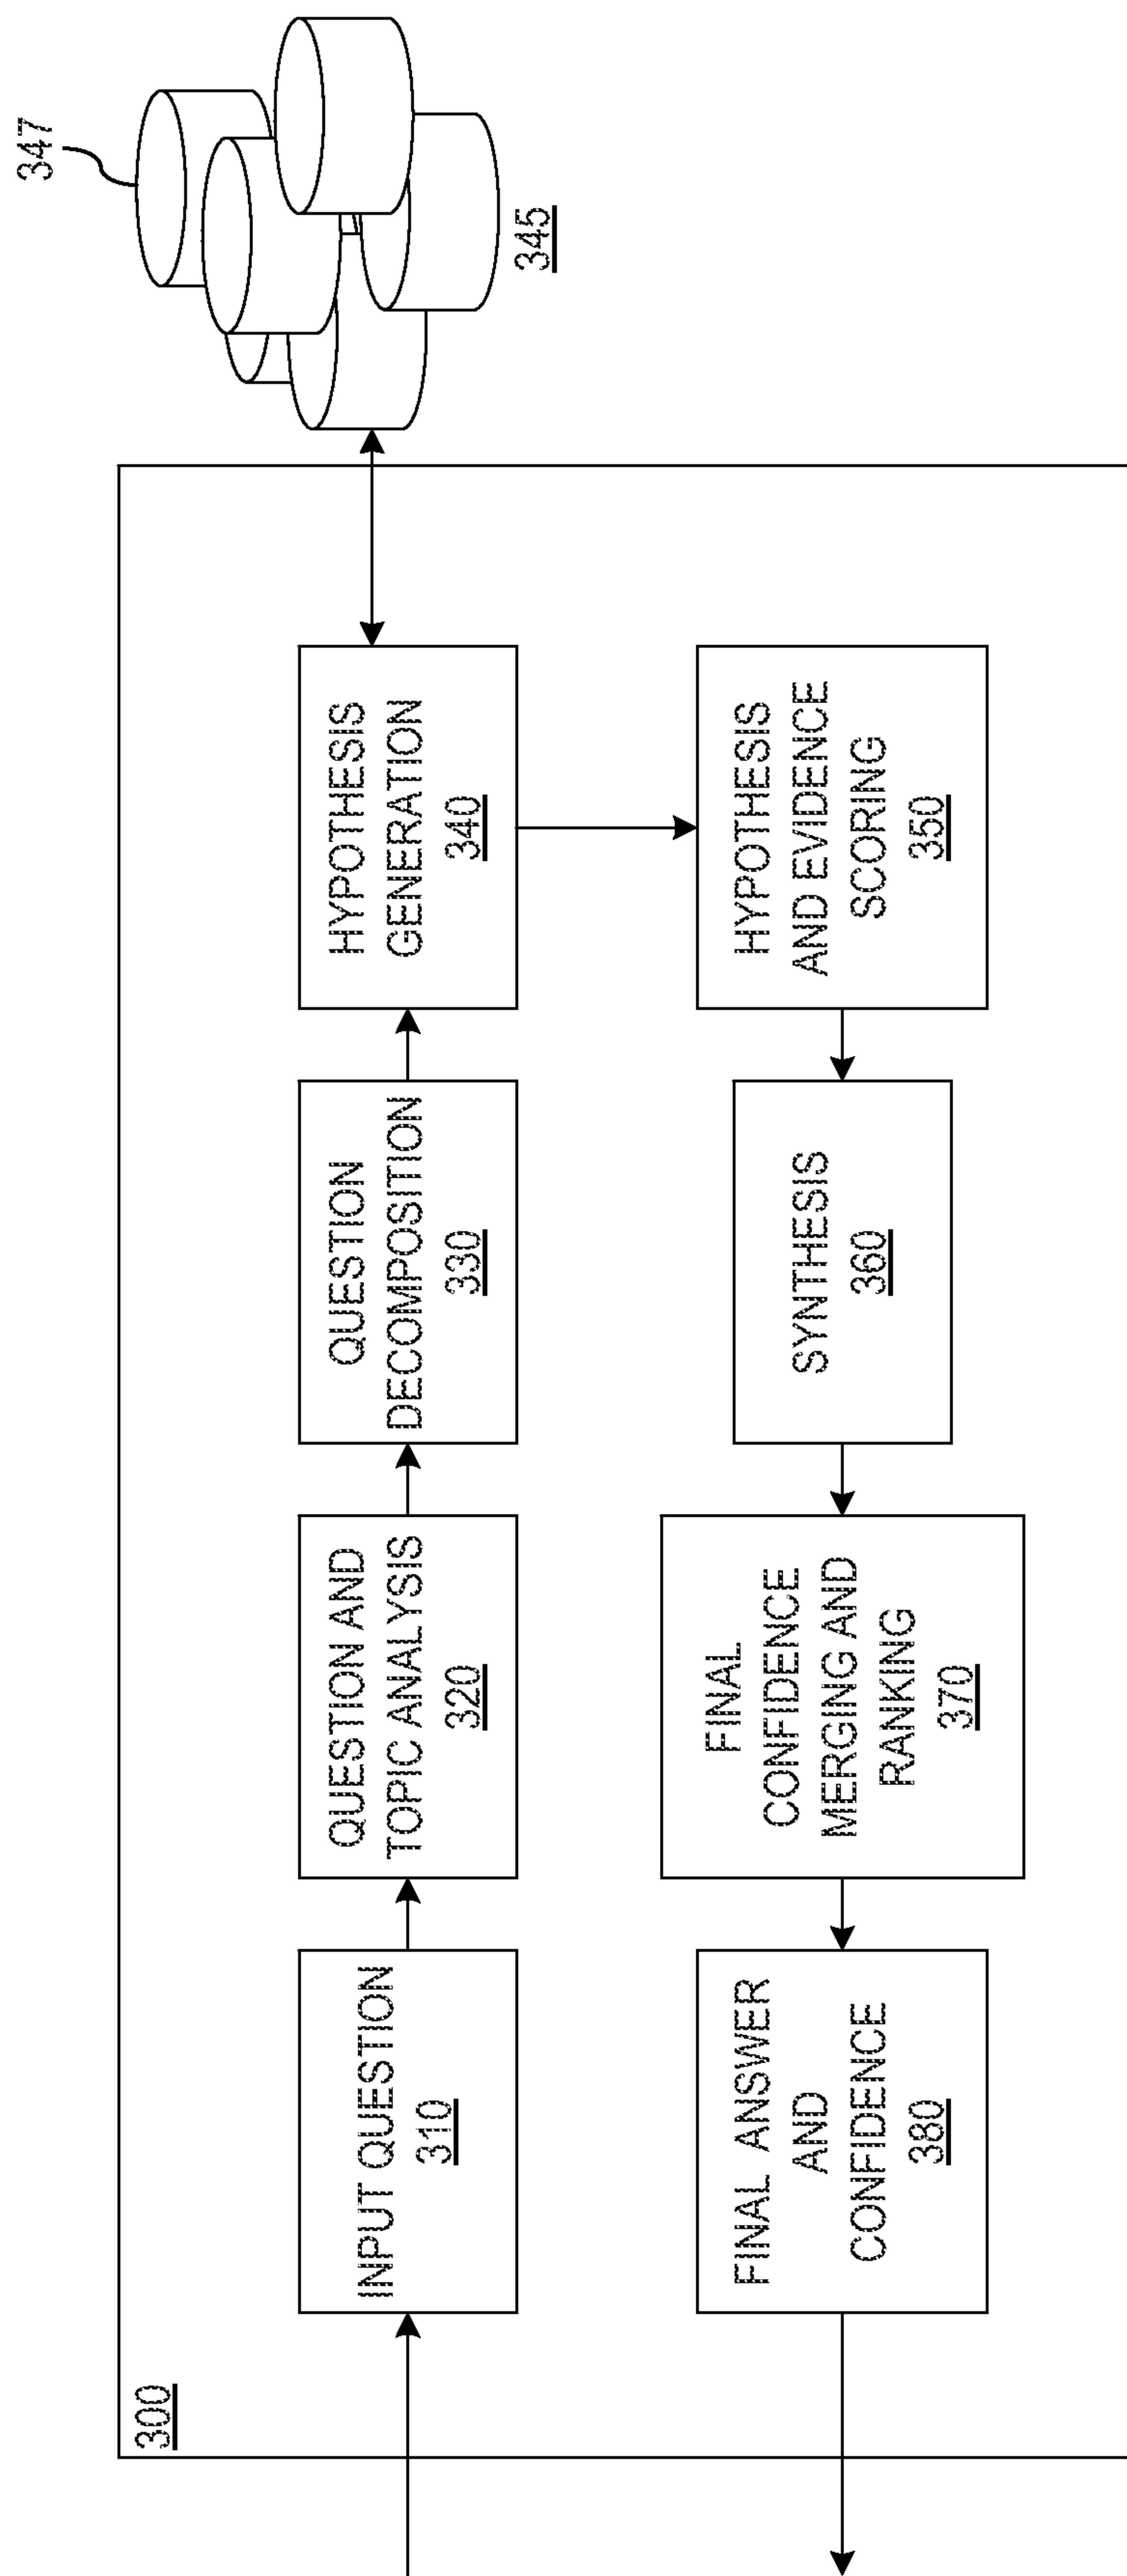 300
INPUT QUESTION
310
QUESTION AND
TOPIC ANALYSIS
320
QUESTION
DECOMPOSITION
330
HYPOTHESIS
GENERATION
340
347
345
HYPOTHESIS
AND EVIDENCE
SCORING
350
SYNTHESIS
360
FINAL
CONFIDENCE
MERGING AND
RANKING
370
FINAL ANSWER
AND
CONFIDENCE
380